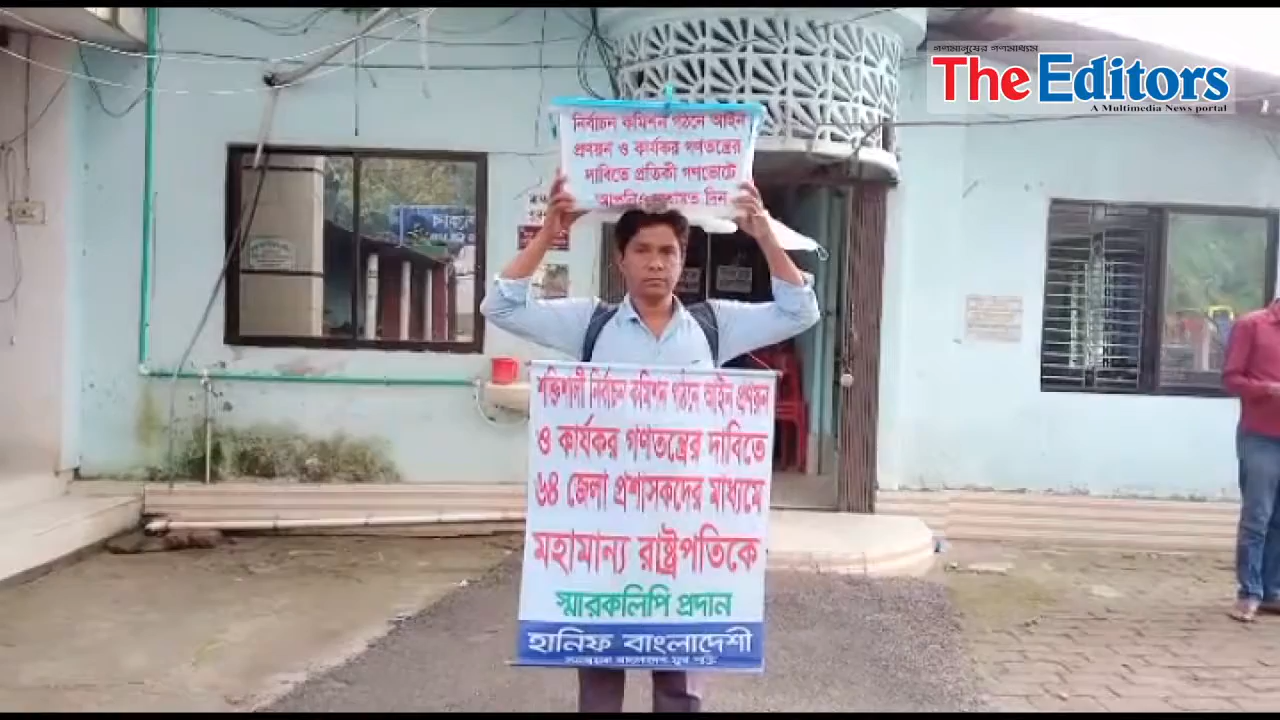 গণমানুষের গণমাধ্যম
The Editors
A Multimedia News portal
নির্বাচন কমিশন গঠনে আইন
প্রণয়ন ও কার্যকর গণতন্ত্রের
দাবিতে প্রতিকী গণভোটে
দিন
শক্তিশালী নির্বাচন কমিশন গঠনে আইন প্রণয়ন
ও কার্যকর গণতন্ত্রের দাবিতে
৬৪ জেলা প্রশাসকদের মাধ্যমে
মহামান্য রাষ্ট্রপতিকে
স্মারকলিপি প্রদান
হানিফ বাংলাদেশী